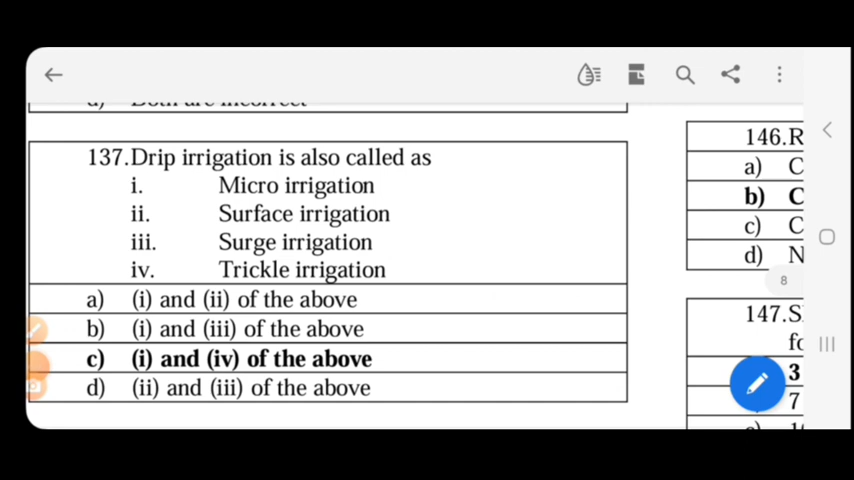 137.Drip irrigation is also called as
i. Micro irrigation
ii. Surface irrigation
iii. Surge irrigation
iv. Trickle irrigation
a) (i) and (ii) of the above
b) (i) and (iii) of the above
c) (i) and (iv) of the above
d) (ii) and (iii) of the above
146.R
a) C
b) C
c) C
d) N
8
147.S
3
7